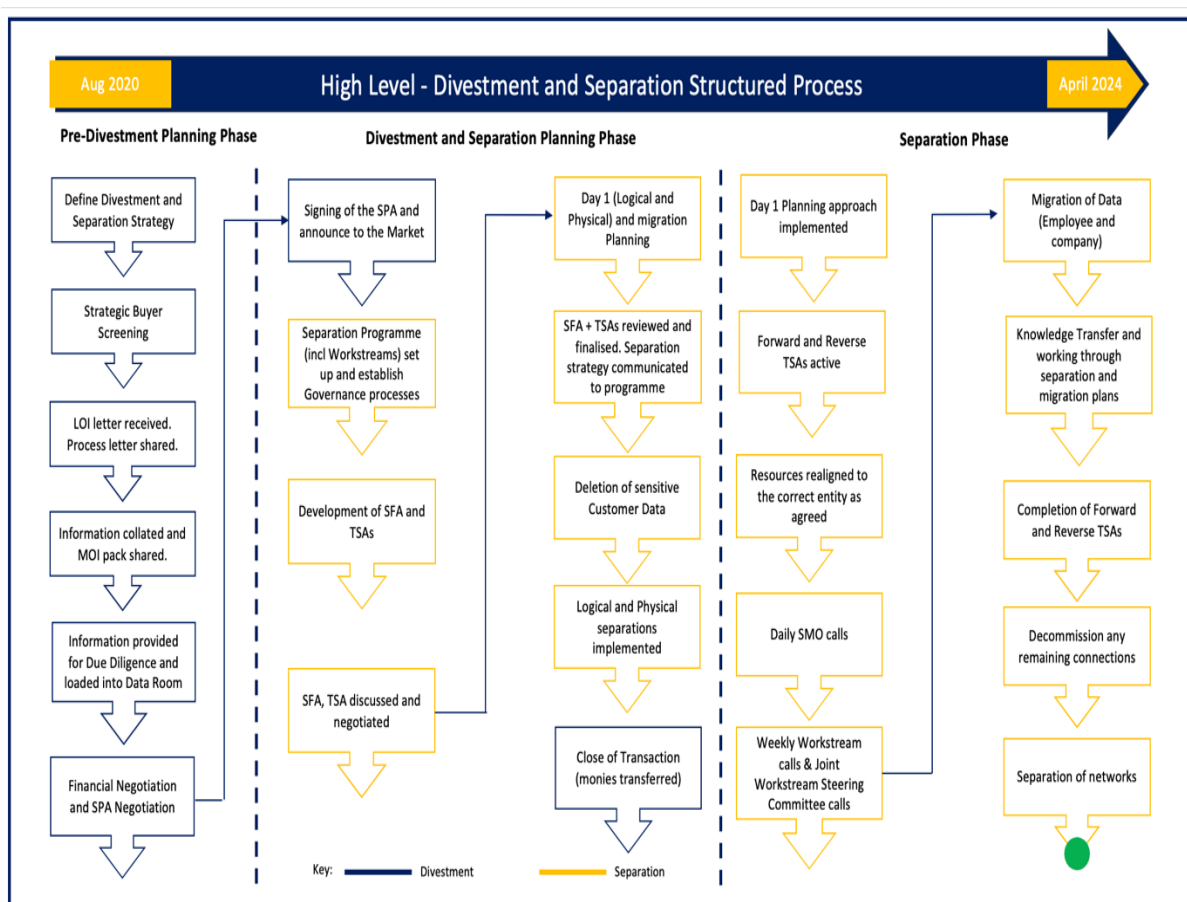 Aug 2020
High Level - Divestment and Separation Structured Process
April 2024
Pre-Divestment Planning Phase
Divestment and Separation Planning Phase
Separation Phase
Define Divestment and
Separation Strategy
Strategic Buyer
Screening
LOI letter received.
Process letter shared.
Information collated and
MOI pack shared.
Information provided
for Due Diligence and
loaded into Data Room
Financial Negotiation
and SPA Negotiation
Signing of the SPA and
announce to the Market
Separation Programme
(incl Workstreams) set
up and establish
Governance processes
Development of SFA and
TSAs
SFA, TSA discussed and
negotiated
Day 1 (Logical and
Physical) and migration
Planning
SFA + TSAs reviewed and
finalised. Separation
strategy communicated
to programme
Deletion of sensitive
Customer Data
Logical and Physical
separations
implemented
Close of Transaction
(monies transferred)
Day 1 Planning approach
implemented
Forward and Reverse
TSAs active
Resources realigned to
the correct entity as
agreed
Daily SMO calls
Weekly Workstream
calls & Joint
Workstream Steering
Committee calls
Migration of Data
(Employee and
company)
Knowledge Transfer and
working through
separation and
migration plans
Completion of Forward
and Reverse TSAs
Decommission any
remaining connections
Separation of networks
Key:
Divestment
Separation